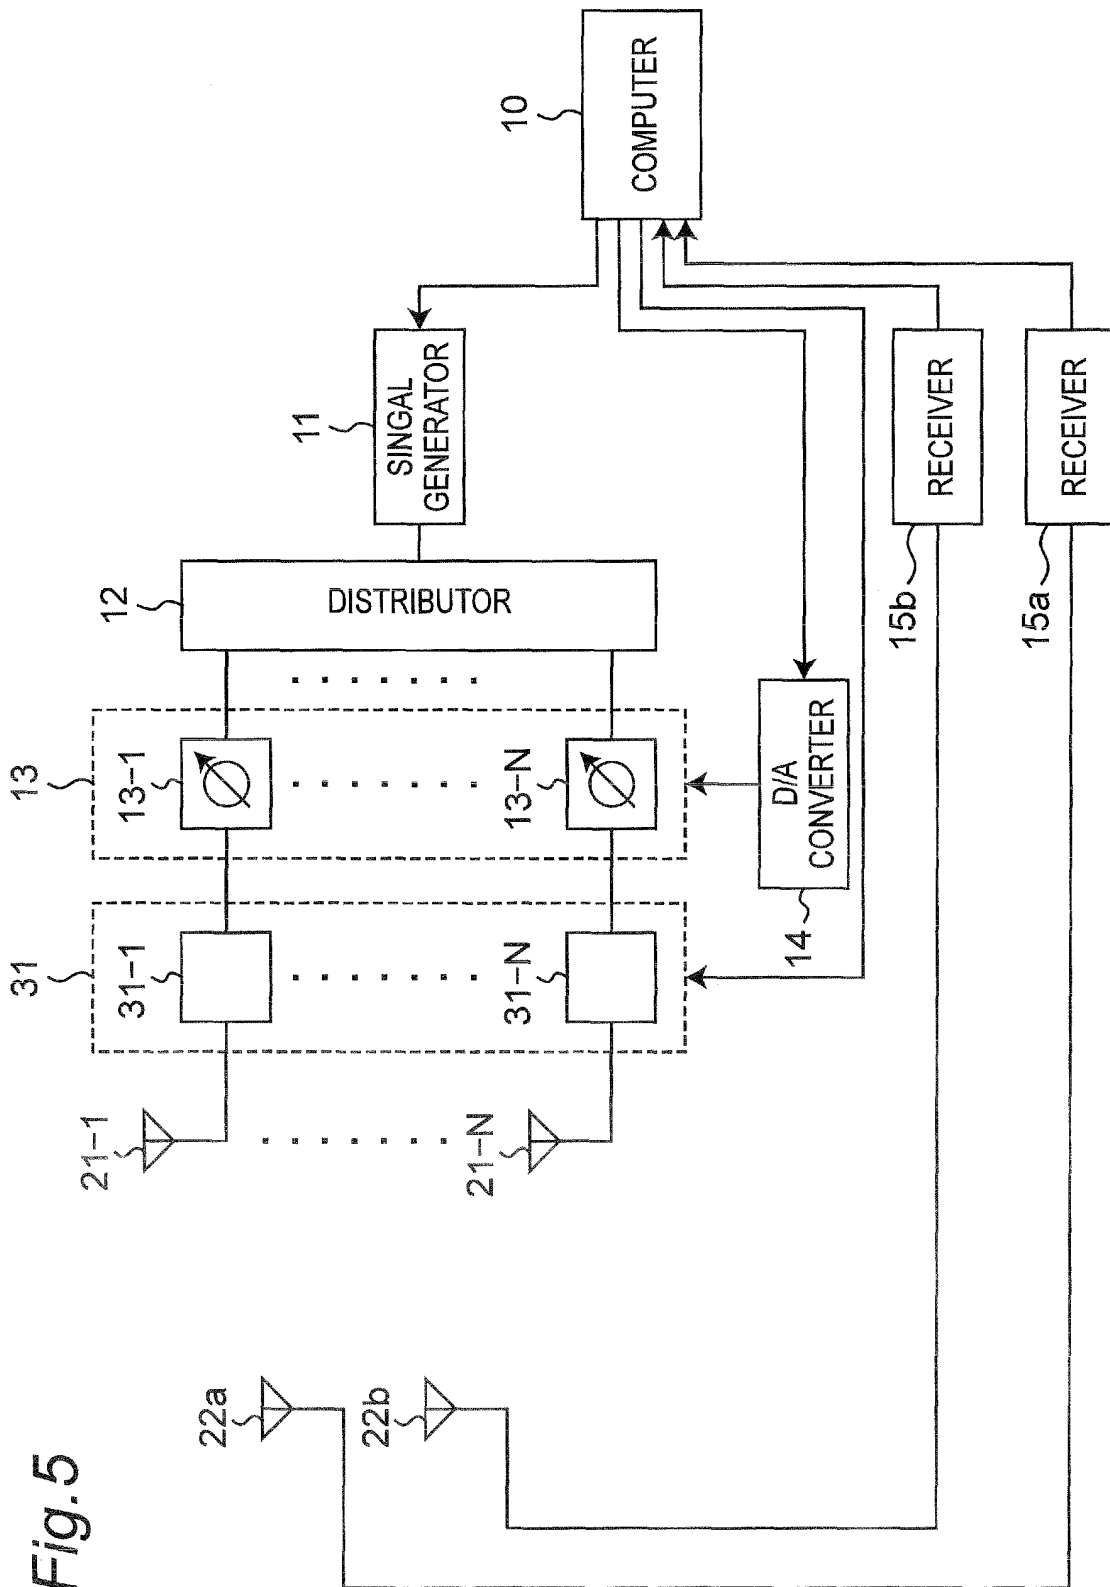 Fig.5
31
13
12
11
10
21-1
31-1
13-1
DISTRIBUTOR
SINGAL
GENERATOR
COMPUTER
21-N
31-N
13-N
22a
22b
14
D/A
CONVERTER
15b
RECEIVER
15a
RECEIVER